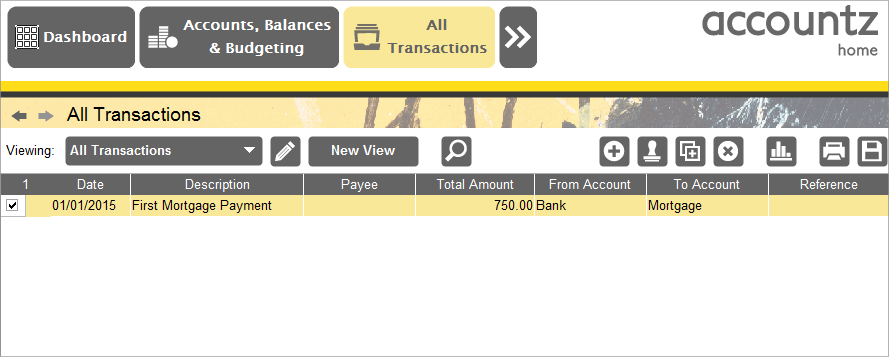 Dashboard
Accounts, Balances
& Budgeting
All
Transactions
accountz
home
All Transactions
Viewing: All Transactions New View
1 Date Description Payee Total Amount From Account To Account Reference
01/01/2015 First Mortgage Payment 750.00 Bank Mortgage